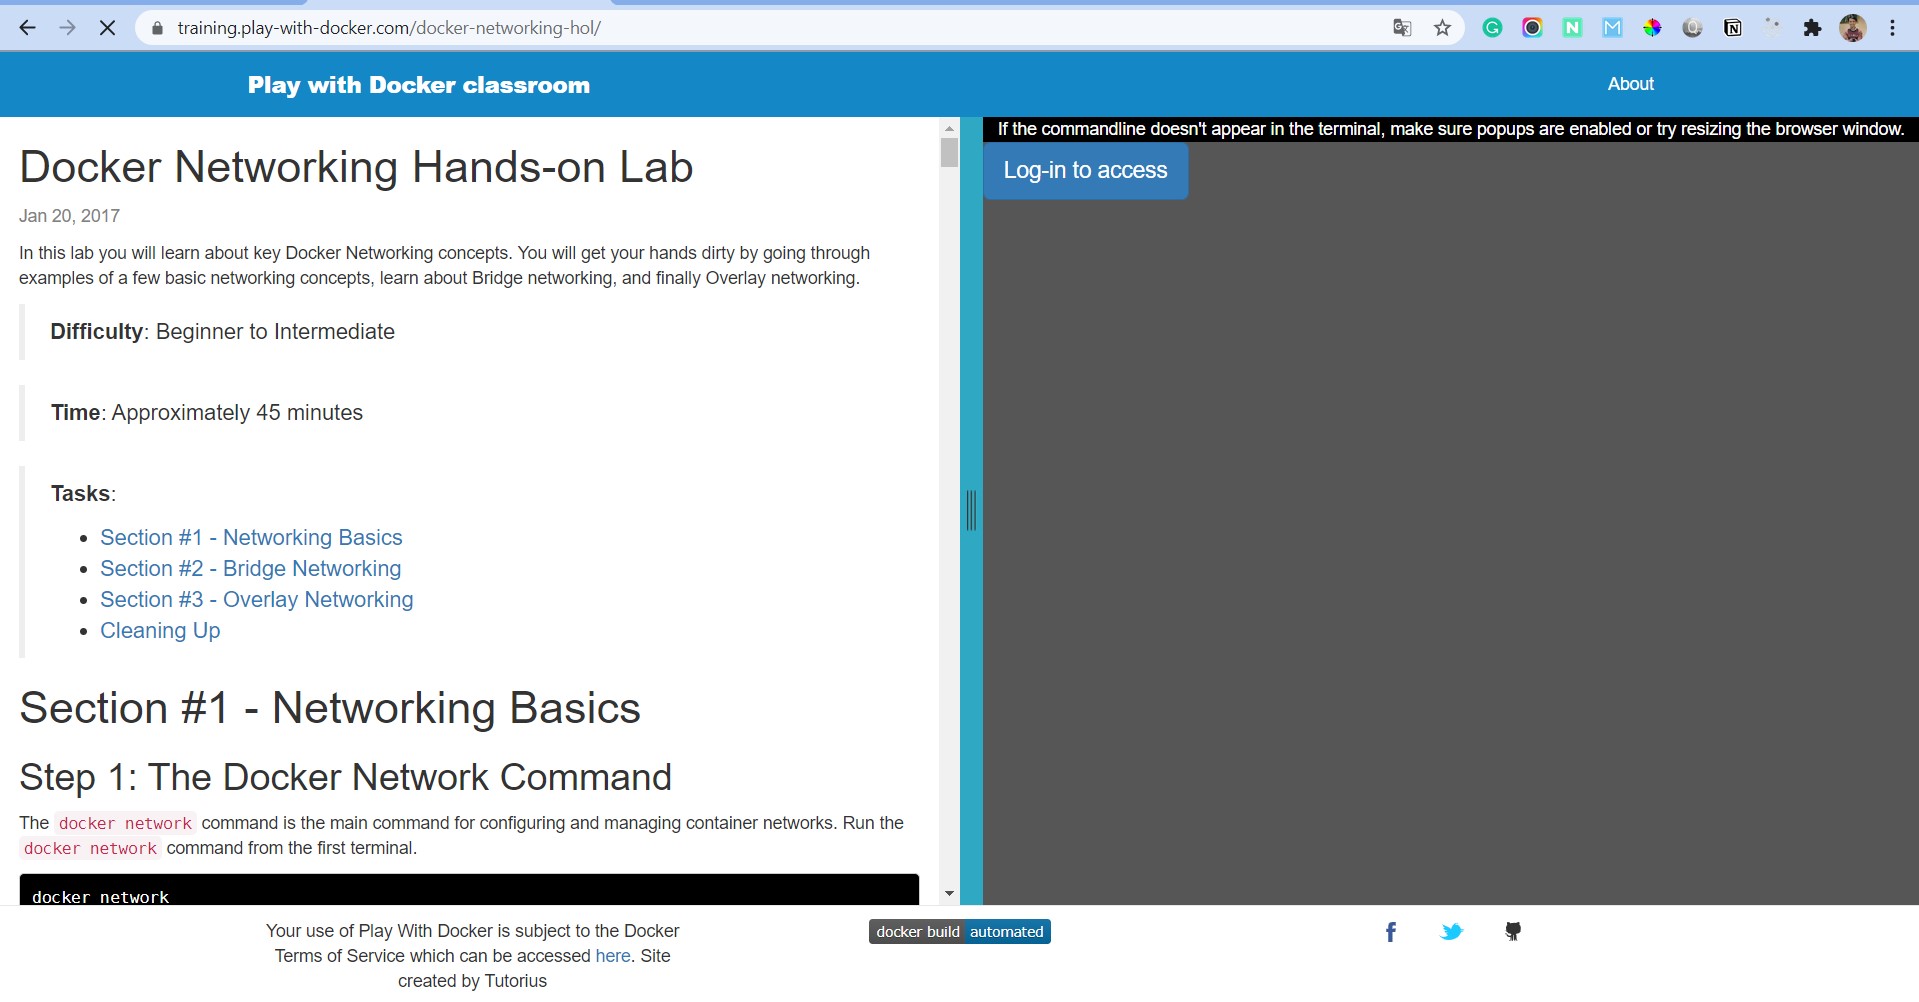 training.play-with-docker.com/docker-networking-hol/
Play with Docker classroom
About
Docker Networking Hands-on Lab
Jan 20, 2017
In this lab you will learn about key Docker Networking concepts. You will get your hands dirty by going through
examples of a few basic networking concepts, learn about Bridge networking, and finally Overlay networking.
Difficulty: Beginner to Intermediate
Time: Approximately 45 minutes
Tasks:
Section #1 - Networking Basics
Section #2 - Bridge Networking
Section #3 - Overlay Networking
Cleaning Up
Section #1 - Networking Basics
Step 1: The Docker Network Command
The docker network command is the main command for configuring and managing container networks. Run the
docker network command from the first terminal.
docker network
If the commandline doesn't appear in the terminal, make sure popups are enabled or try resizing the browser window.
Log-in to access
Your use of Play With Docker is subject to the Docker
Terms of Service which can be accessed here. Site
created by Tutorius
docker build automated